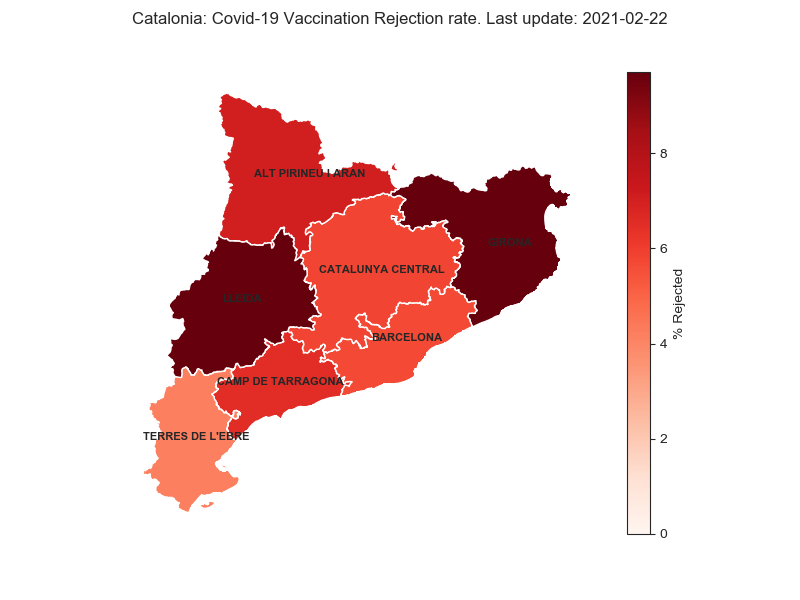 Catalonia: Covid-19 Vaccination Rejection rate. Last update: 2021-02-22
ALT PIRINEU I ARAN
GIRONA
CATALUNYA CENTRAL
LLEIDA
BARCELONA
CAMP DE TARRAGONA
TERRES DE L'EBRE
8
6
4
2
0
% Rejected